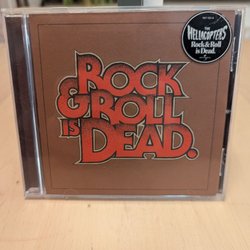 THE
HELLACOPTERS
Rock & Roll
is Dead.
ROCK
& ROLL
IS DEAD.